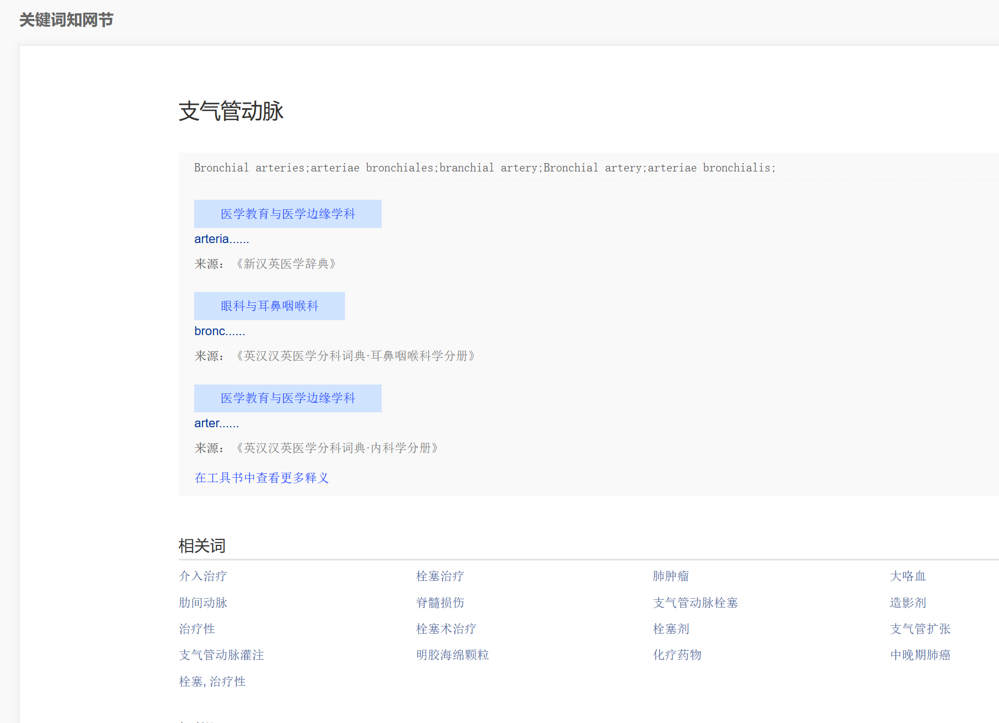 关键词知网节
支气管动脉
Bronchial arteries;arteriae bronchiales;branchial artery;Bronchial artery;arteriae bronchialis;
医学教育与医学边缘学科
arteria......
来源：《新汉英医学辞典》
眼科与耳鼻咽喉科
bronc......
来源：《英汉汉英医学分科词典·耳鼻咽喉科学分册》
医学教育与医学边缘学科
arter......
来源：《英汉汉英医学分科词典·内科学分册》
在工具书中查看更多释义
相关词
介入治疗 栓塞治疗 肺肿瘤 大咯血
肋间动脉 脊髓损伤 支气管动脉栓塞 造影剂
治疗性 栓塞术治疗 栓塞剂 支气管扩张
支气管动脉灌注 明胶海绵颗粒 化疗药物 中晚期肺癌
栓塞,治疗性